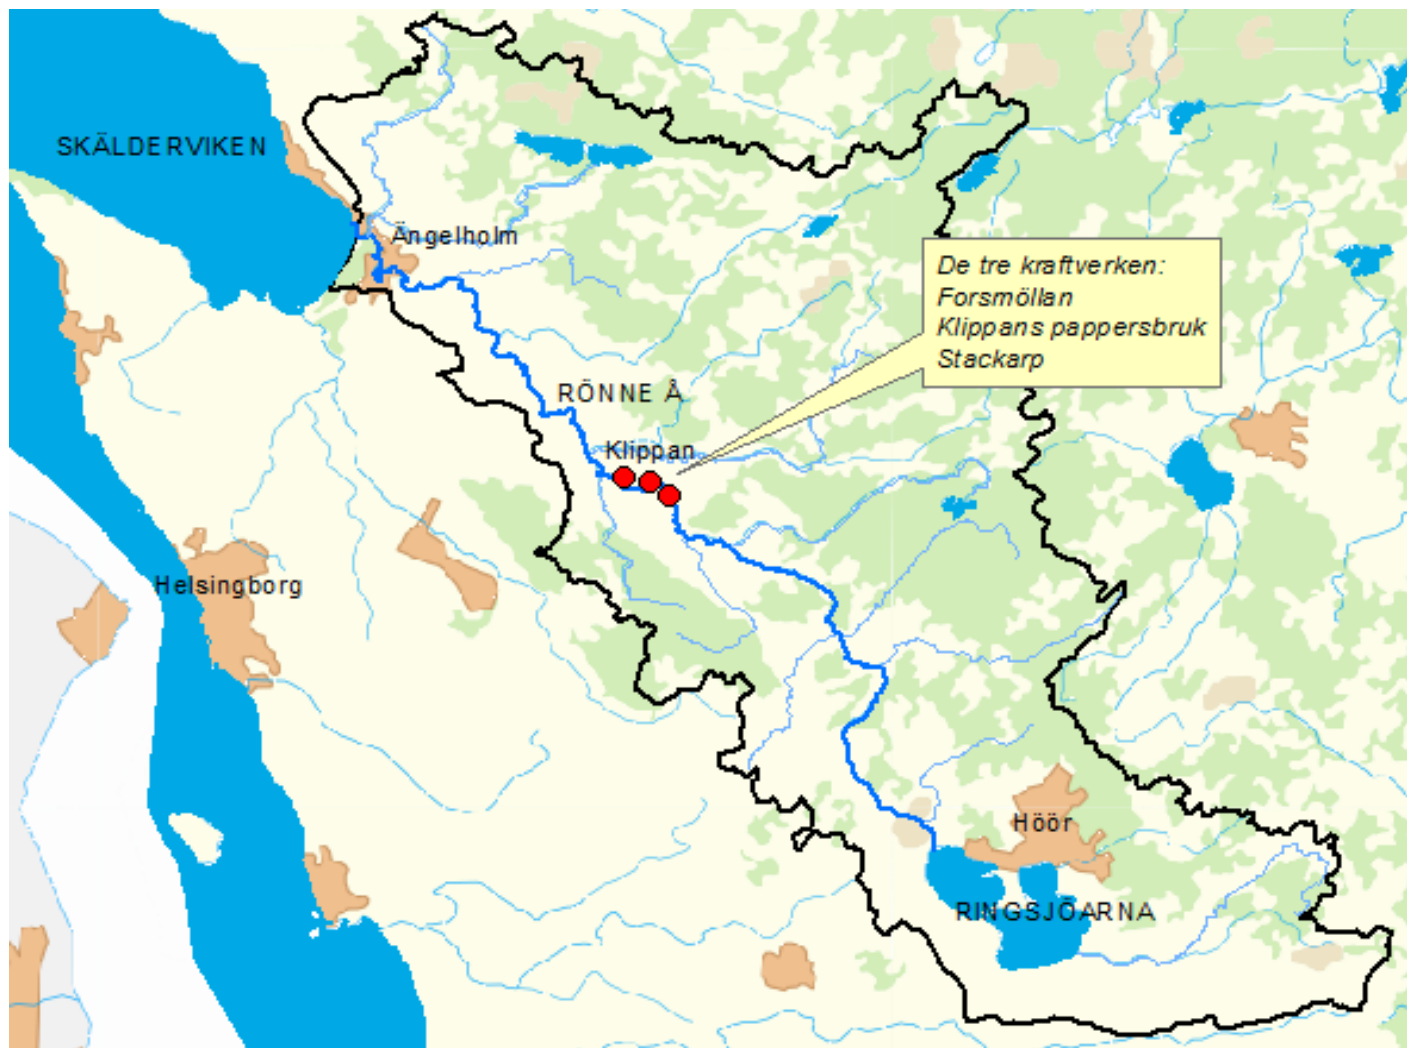 SKÄLDERVIKEN
Ängelholm
De tre kraftverken:
Forsmöllan
Klippans pappersbruk
Stackarp
RÖNNE Å
Klippan
Helsingborg
Höör
RINGSJÖARNA